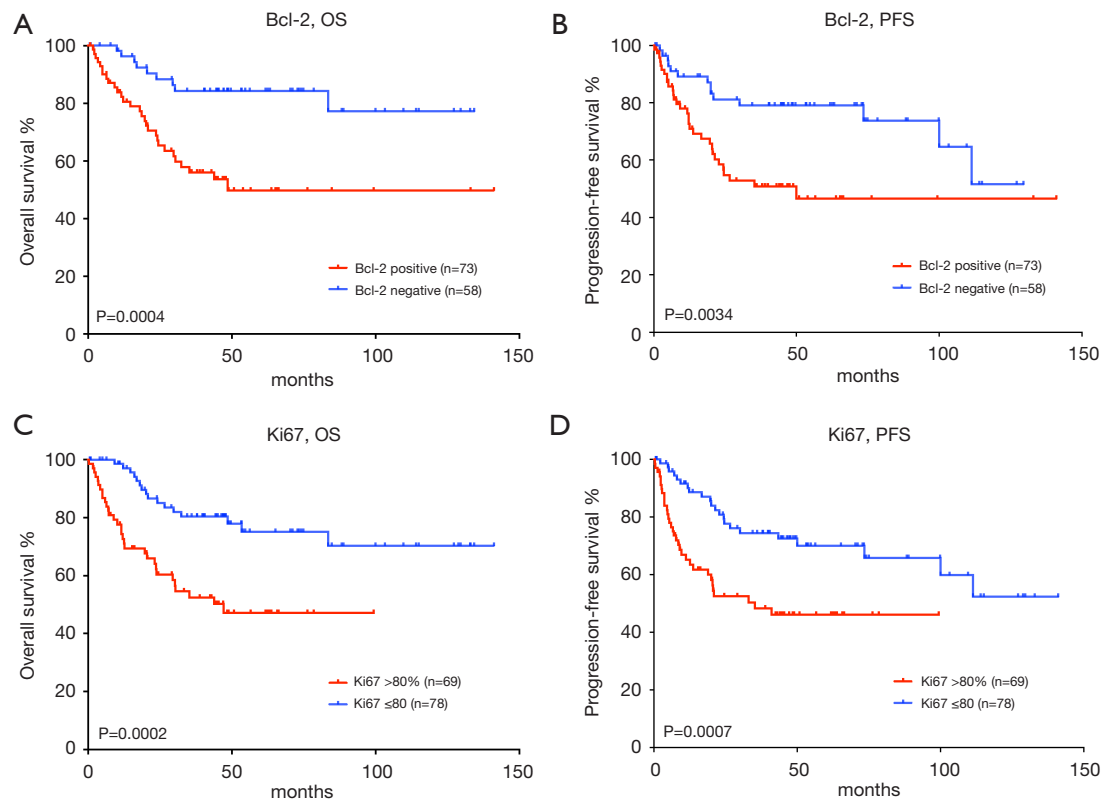 A
Bcl-2, OS
Overall survival %
100
80
60
40
20
0
Bcl-2 positive (n=73)
Bcl-2 negative (n=58)
P=0.0004
0 50 100 150
months
B
Bcl-2, PFS
Progression-free survival %
100
80
60
40
20
0
Bcl-2 positive (n=73)
Bcl-2 negative (n=58)
P=0.0034
0 50 100 150
months
C
Ki67, OS
Overall survival %
100
80
60
40
20
0
Ki67 >80% (n=69)
Ki67 ≤80 (n=78)
P=0.0002
0 50 100 150
months
D
Ki67, PFS
Progression-free survival %
100
80
60
40
20
0
Ki67 >80% (n=69)
Ki67 ≤80 (n=78)
P=0.0007
0 50 100 150
months